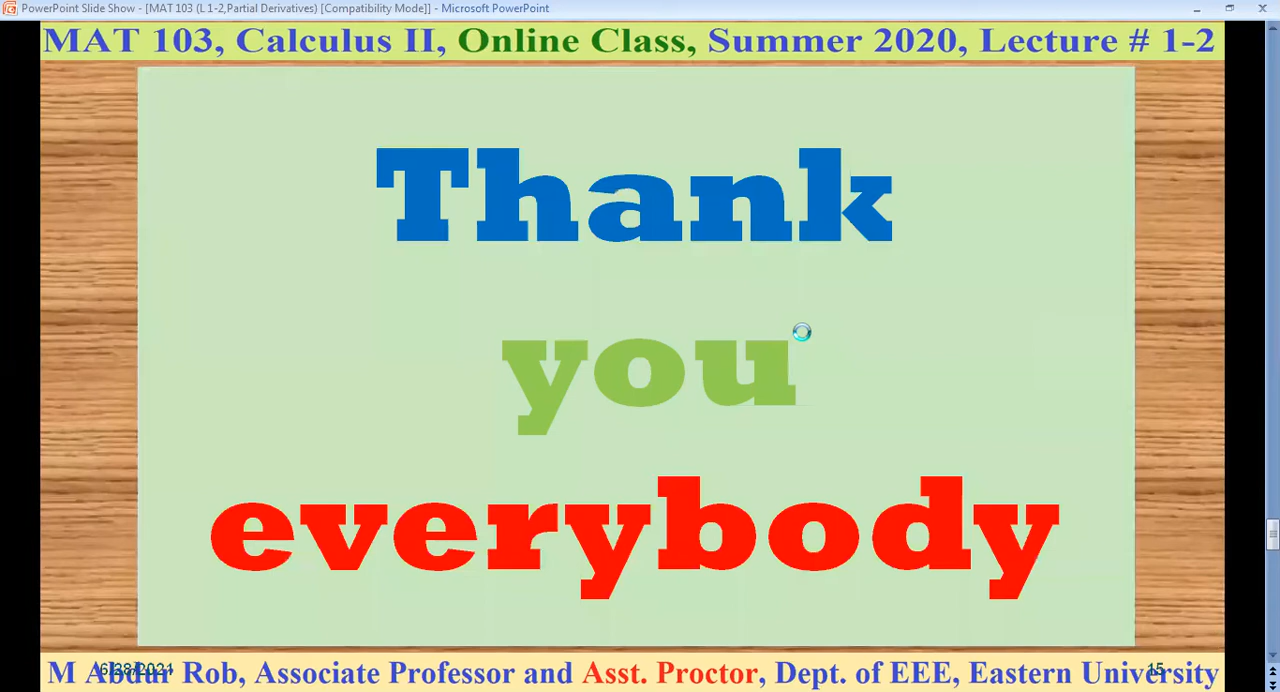 PowerPoint Slide Show - [MAT 103 (L 1-2,Partial Derivatives) [Compatibility Mode]] - Microsoft PowerPoint
MAT 103, Calculus II, Online Class, Summer 2020, Lecture # 1-2
Thank
you
everybody
M Rob, Associate Professor and Asst. Proctor, Dept. of EEE, Eastern University
6/28/2021
15